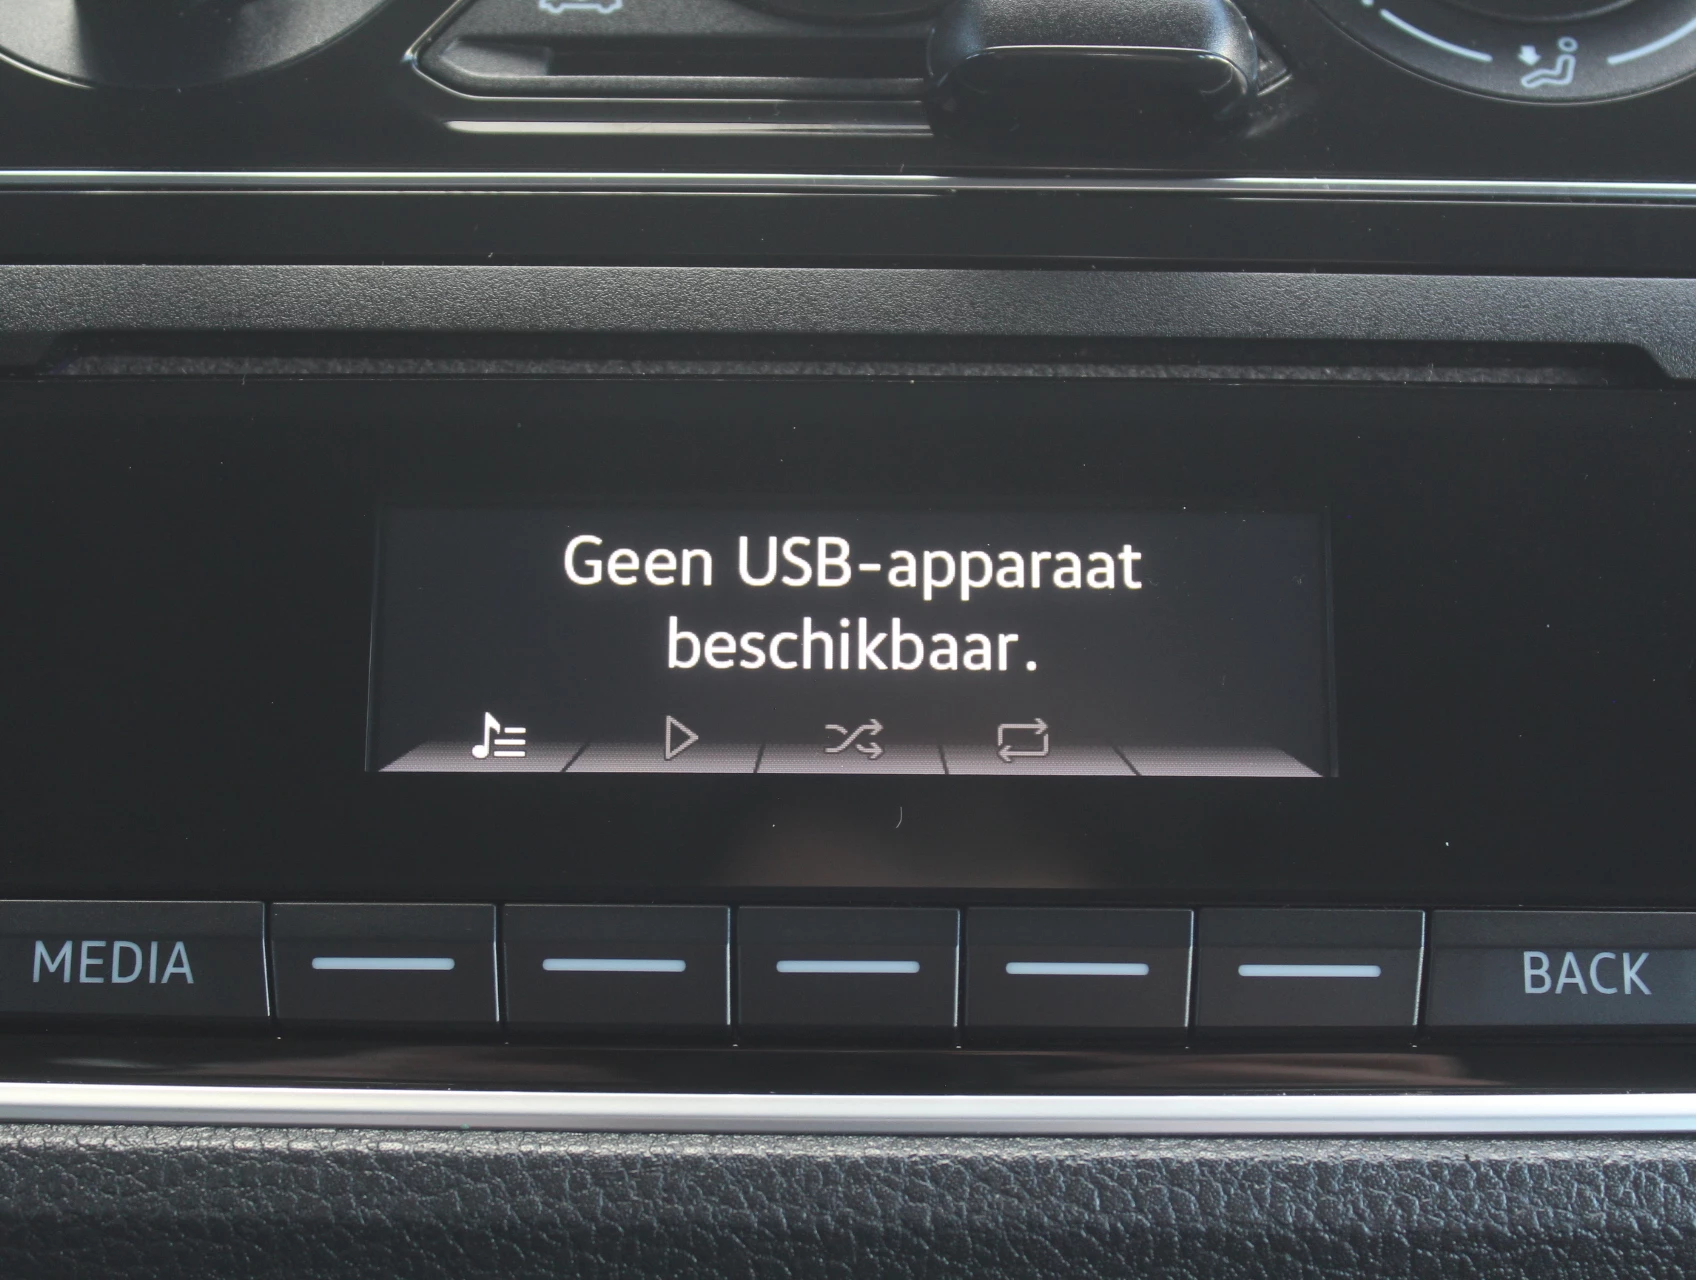 Geen USB-apparaat
beschikbaar.
MEDIA
BACK